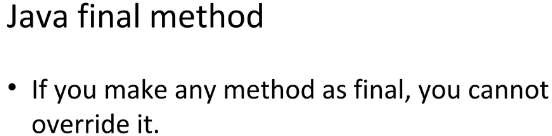 Java final method
• If you make any method as final, you cannot
override it.